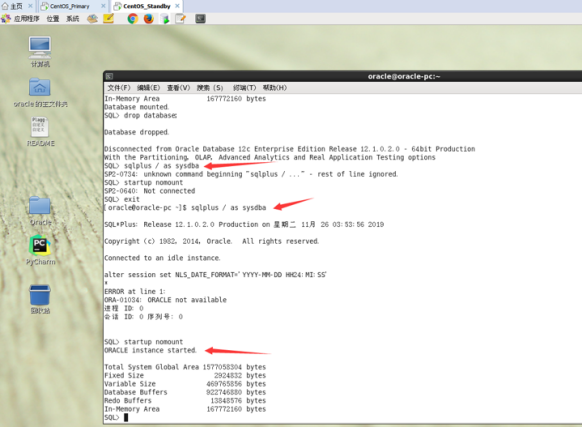 主页 CentOS_Primary CentOS_Standby
应用程序 位置 系统
计算机
oracle的主文件夹
README
Oracle
PyCharm
回收站
oracle@oracle-pc:~
文件(F) 编辑(E) 查看(V) 搜索 (S) 终端(T) 帮助(H)
In-Memory Area 167772160 bytes
Database mounted.
SQL> drop database;
Database dropped.
Disconnected from Oracle Database 12c Enterprise Edition Release 12.1.0.2.0 - 64bit Production
With the Partitioning, OLAP, Advanced Analytics and Real Application Testing options
SQL> sqlplus / as sysdba
SP2-0734: unknown command beginning "sqlplus / ..." - rest of line ignored.
SQL> startup nomount
SP2-0640: Not connected
SQL> exit
[oracle@oracle-pc ~]$ sqlplus / as sysdba
SQL*Plus: Release 12.1.0.2.0 Production on 星期二 11月 26 03:53:56 2019
Copyright (c) 1982, 2014, Oracle. All rights reserved.
Connected to an idle instance.
alter session set NLS_DATE_FORMAT='YYYY-MM-DD HH24:MI:SS'
*
ERROR at line 1:
ORA-01034: ORACLE not available
进程 ID: 0
会话 ID: 0 序列号: 0
SQL> startup nomount
ORACLE instance started.
Total System Global Area 1577058304 bytes
Fixed Size 2924832 bytes
Variable Size 469765856 bytes
Database Buffers 922746880 bytes
Redo Buffers 13848576 bytes
In-Memory Area 167772160 bytes
SQL>